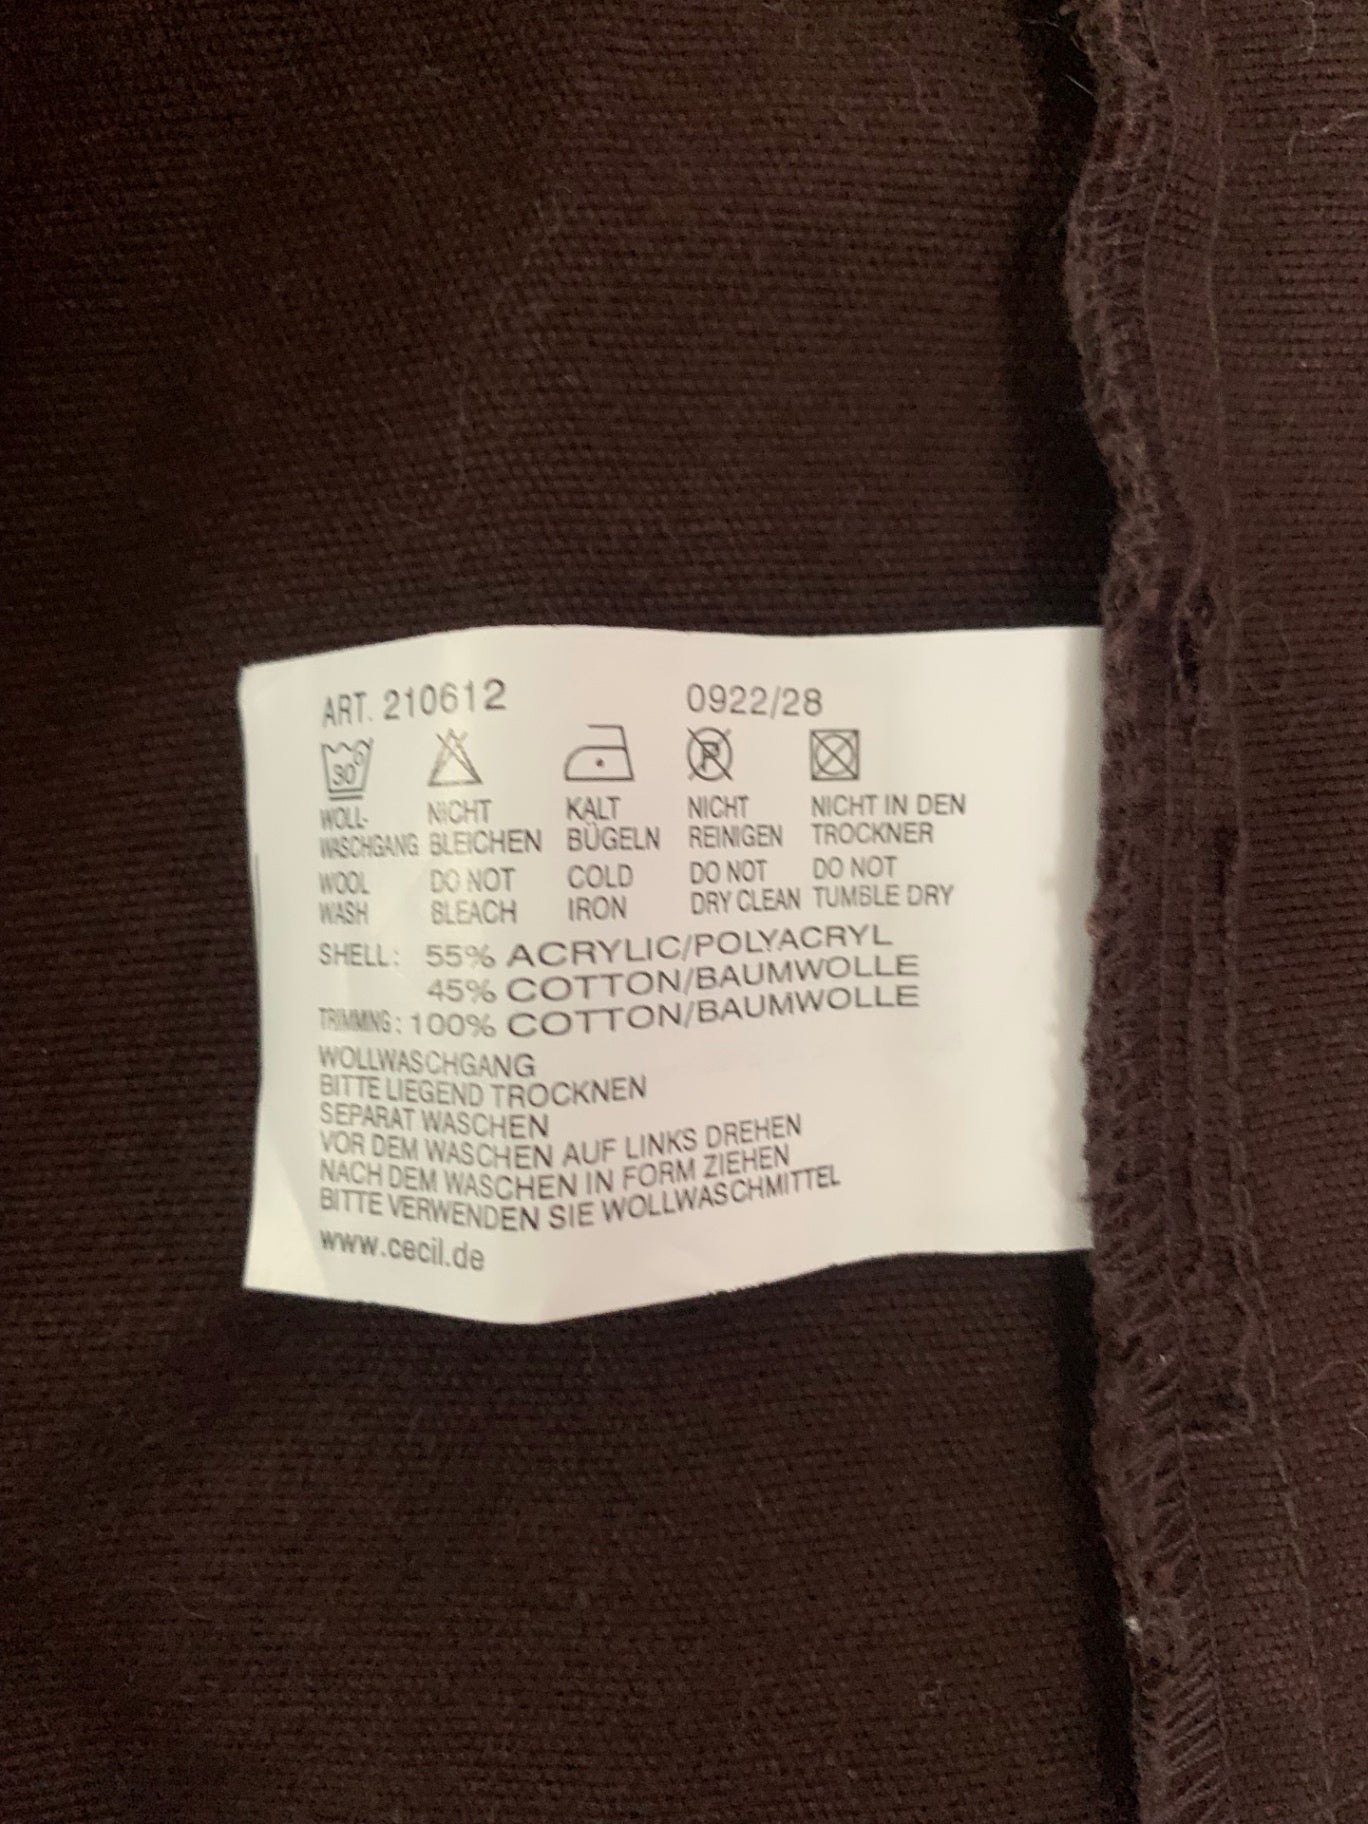 ART. 210612 0922/28
30° P
WOLL- NICHT KALT NICHT NICHT IN DEN
WASCHGANG BLEICHEN BÜGELN REINIGEN TROCKNER
WOOL DO NOT COLD DO NOT DO NOT
WASH BLEACH IRON DRY CLEAN TUMBLE DRY
SHELL: 55% ACRYLIC/POLYACRYL
45% COTTON/BAUMWOLLE
TRIMMING: 100% COTTON/BAUMWOLLE
WOLLWASCHGANG
BITTE LIEGEND TROCKNEN
SEPARAT WASCHEN
VOR DEM WASCHEN AUF LINKS DREHEN
NACH DEM WASCHEN IN FORM ZIEHEN
BITTE VERWENDEN SIE WOLLWASCHMITTEL
www.cecil.de